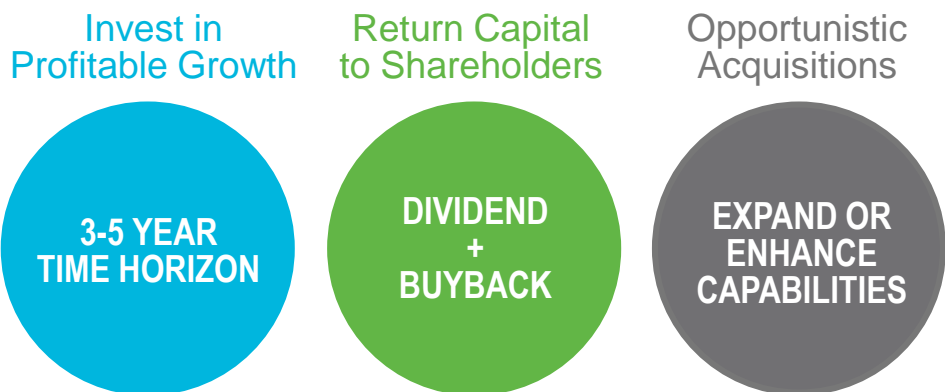 Invest in
Profitable Growth
Return Capital
to Shareholders
Opportunistic
Acquisitions
3-5 YEAR
TIME HORIZON
DIVIDEND
+
BUYBACK
EXPAND OR
ENHANCE
CAPABILITIES